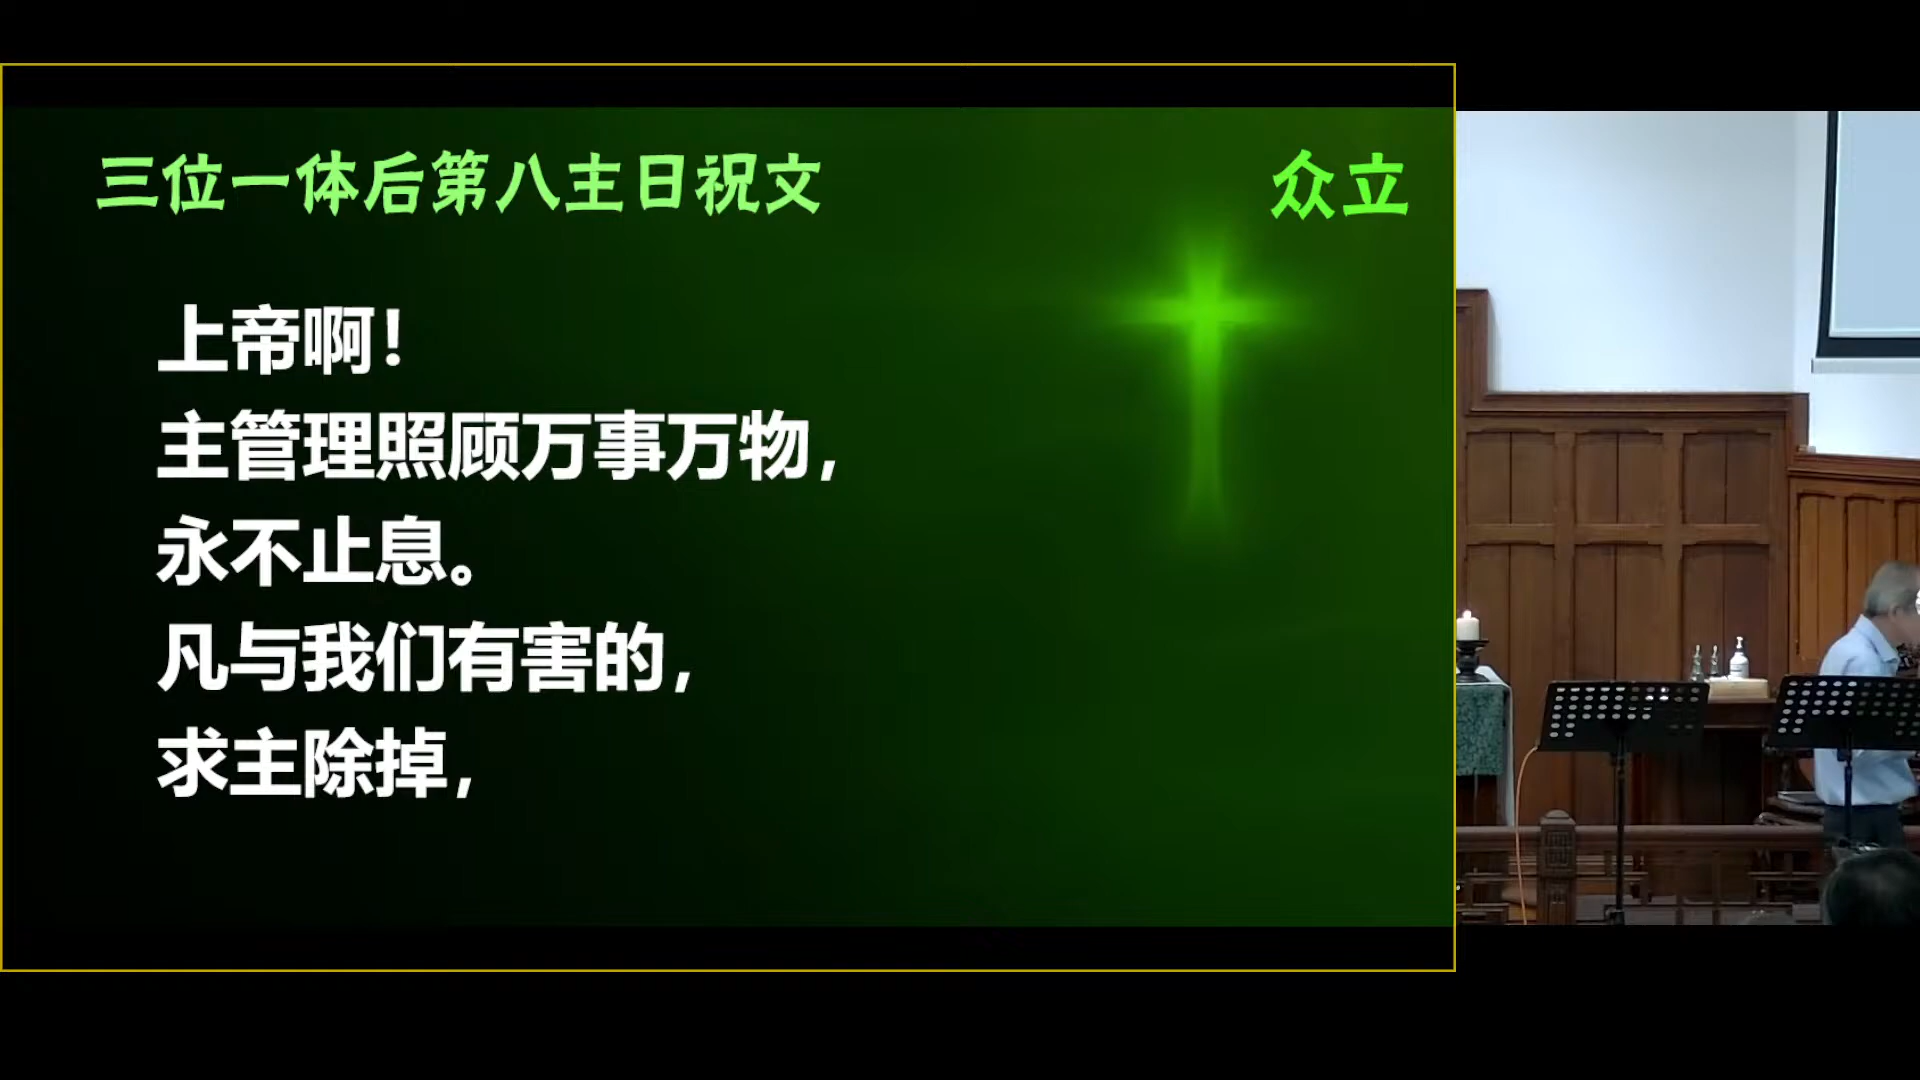 三位一体后第八主日祝文 众立
上帝啊！
主管理照顾万事万物，
永不止息。
凡与我们有害的，
求主除掉，